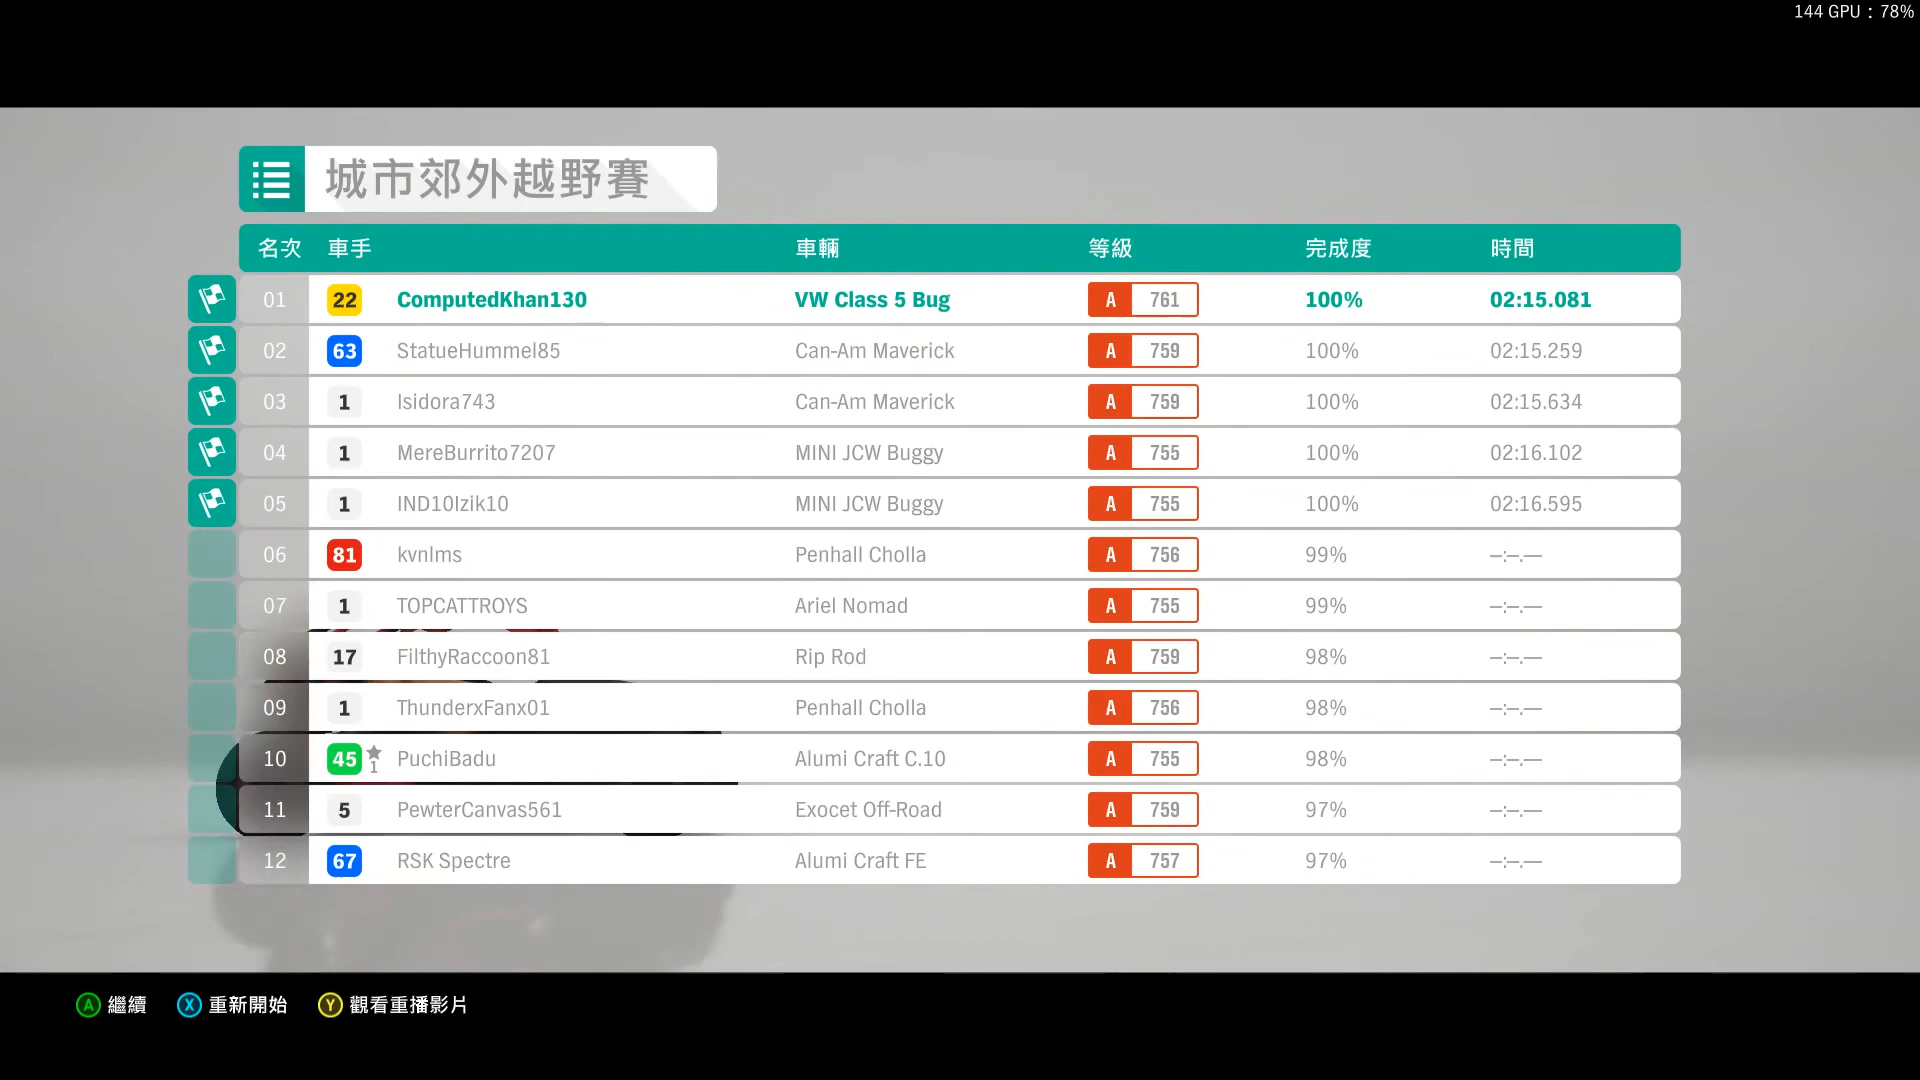 144 GPU：78%
城市郊外越野賽
名次 車手 車輛 等級 完成度 時間
01 22 ComputedKhan130 VW Class 5 Bug A 761 100% 02:15.081
02 63 StatueHummel85 Can-Am Maverick A 759 100% 02:15.259
03 1 Isidora743 Can-Am Maverick A 759 100% 02:15.634
04 1 MereBurrito7207 MINI JCW Buggy A 755 100% 02:16.102
05 1 IND10Izik10 MINI JCW Buggy A 755 100% 02:16.595
06 81 kvnlms Penhall Cholla A 756 99% --:--.---
07 1 TOPCATTROYS Ariel Nomad A 755 99% --:--.---
08 17 FilthyRaccoon81 Rip Rod A 759 98% --:--.---
09 1 ThunderxFanx01 Penhall Cholla A 756 98% --:--.---
10 45 ★1 PuchiBadu Alumi Craft C.10 A 755 98% --:--.---
11 5 PewterCanvas561 Exocet Off-Road A 759 97% --:--.---
12 67 RSK Spectre Alumi Craft FE A 757 97% --:--.---
A 繼續 X 重新開始 Y 觀看重播影片